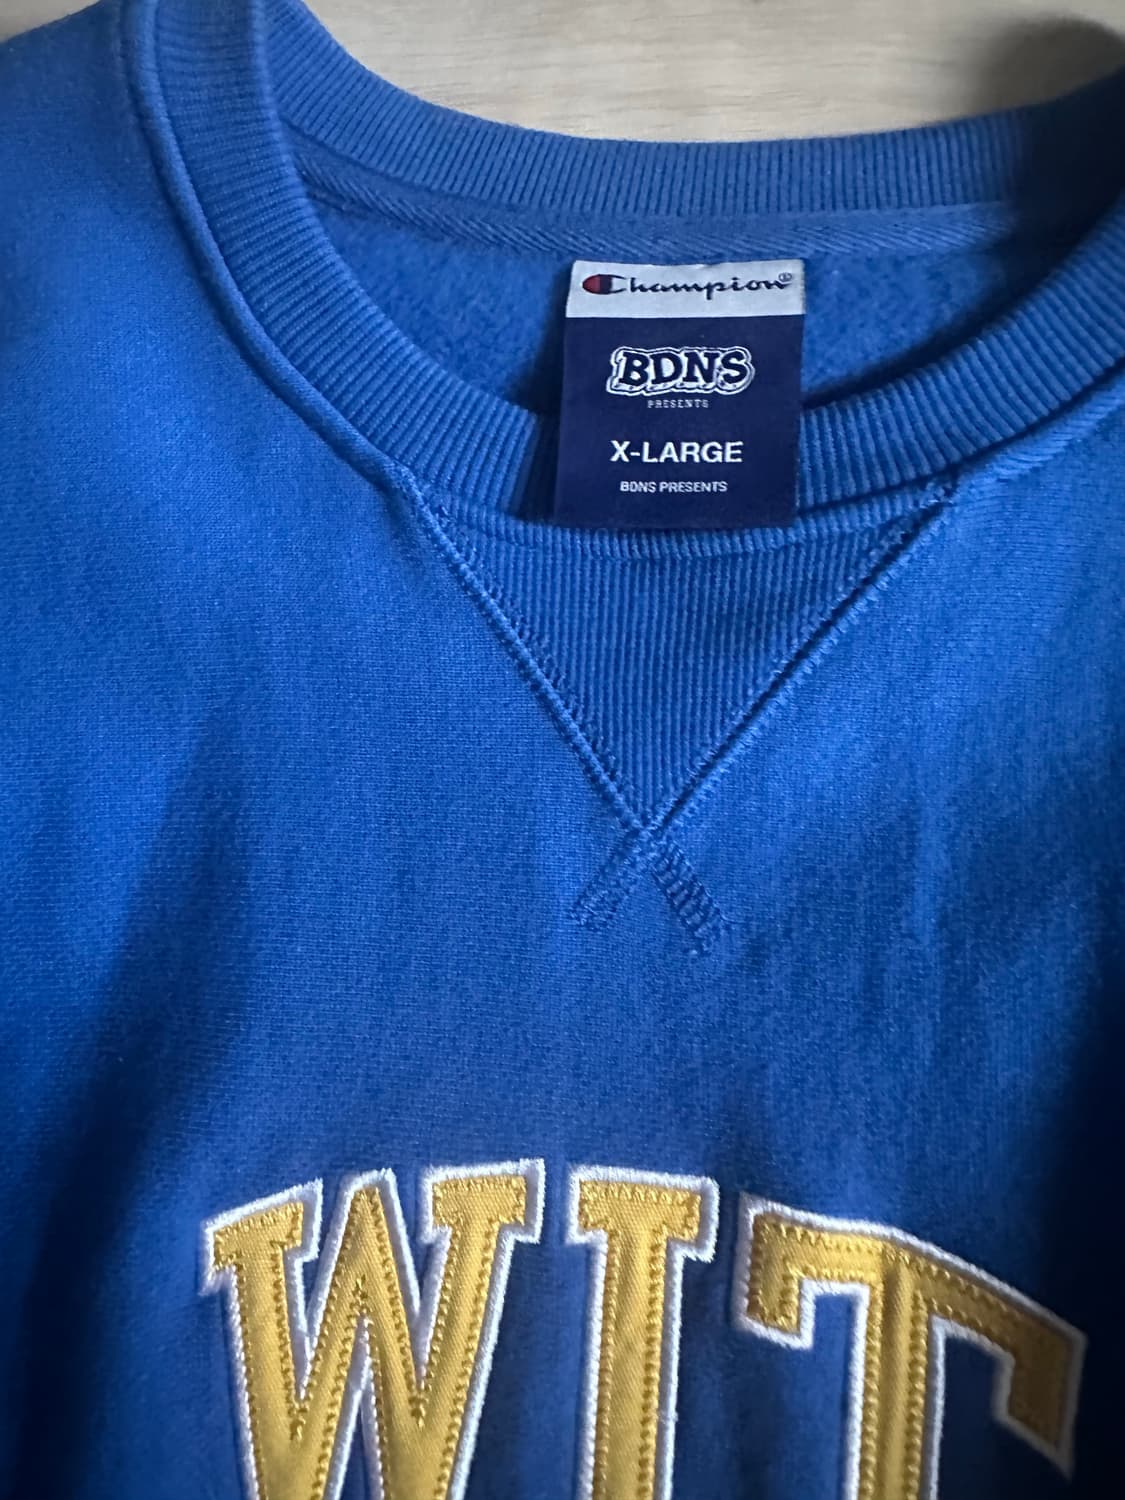 Champion®
BDNS
PRESENTS
X-LARGE
BDNS PRESENTS
WIT